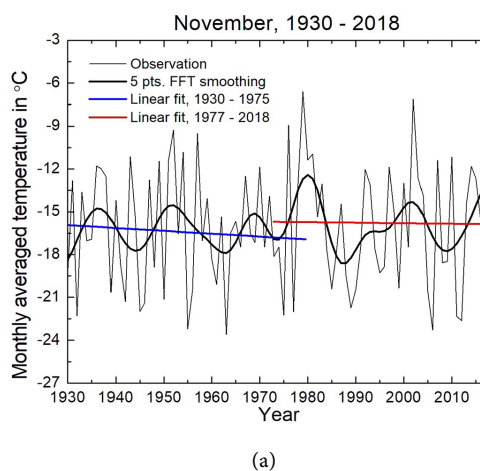 November, 1930 - 2018
Monthly averaged temperature in °C
-3
-6
-9
-12
-15
-18
-21
-24
-27
Observation
5 pts. FFT smoothing
Linear fit, 1930 - 1975
Linear fit, 1977 - 2018
1930 1940 1950 1960 1970 1980 1990 2000 2010
Year
(a)